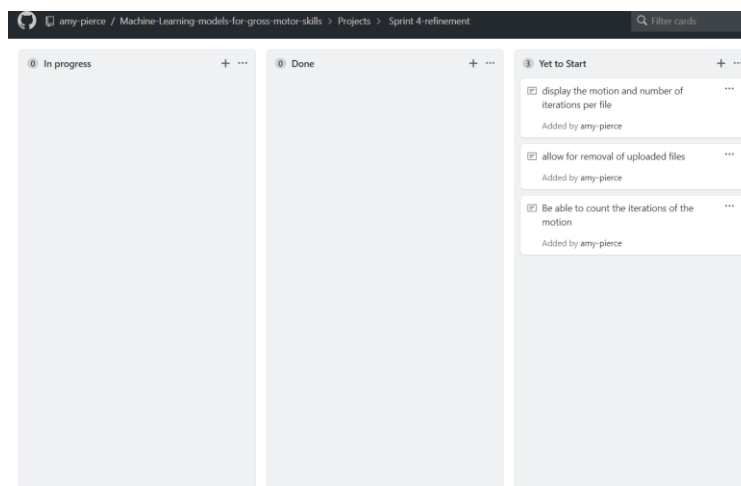 amy-pierce / Machine-Learning-models-for-gross-motor-skills > Projects > Sprint 4-refinement
Filter cards
0 In progress
0 Done
3 Yet to Start
display the motion and number of
iterations per file
Added by amy-pierce
allow for removal of uploaded files
Added by amy-pierce
Be able to count the iterations of the
motion
Added by amy-pierce